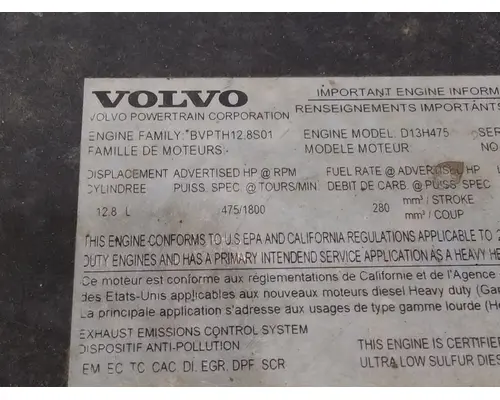 VOLVO
IMPORTANT ENGINE INFORM
VOLVO POWERTRAIN CORPORATION
RENSEIGNEMENTS IMPORTANTS
ENGINE FAMILY: BVPTH12.8S01 ENGINE MODEL: D13H475 SER
FAMILLE DE MOTEURS MODELE MOTEUR: NO
DISPLACEMENT ADVERTISED HP @ RPM FUEL RATE @ ADVERTISED HP
CYLINDREE PUISS. SPEC. @ TOURS/MIN DEBIT DE CARB. @ PUISS. SPEC
12.8 L 475/1800 280 mm³ / STROKE
mm³ / COUP
THIS ENGINE CONFORMS TO U.S EPA AND CALIFORNIA REGULATIONS APPLICABLE TO
DUTY ENGINES AND HAS A PRIMARY INTENDED SERVICE APPLICATION AS A HEAVY HE
Ce moteur est conforme aux réglementations de Californie et de l'Agence
des Etats-Unis applicables aux nouveaux moteurs diesel Heavy duty (Gam
La principale application s'adresse aux usages de type gamme lourde (He
EXHAUST EMISSIONS CONTROL SYSTEM
DISPOSITIF ANTI-POLLUTION
THIS ENGINE IS CERTIFIED
EM, EC, TC, CAC, DI, EGR, DPF, SCR ULTRA LOW SULFUR DIES